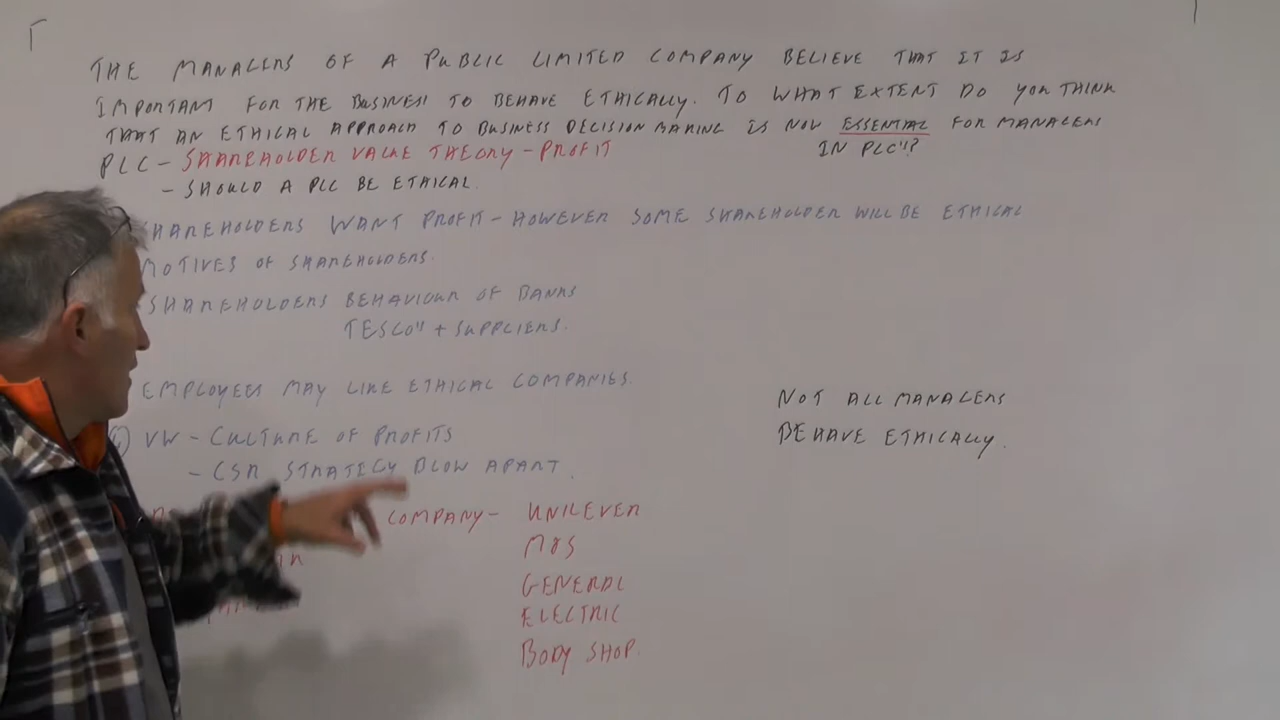 THE MANAGERS OF A PUBLIC LIMITED COMPANY BELIEVE THAT IT IS
IMPORTANT FOR THE BUSINESS TO BEHAVE ETHICALLY. TO WHAT EXTENT DO YOU THINK
THAT AN ETHICAL APPROACH TO BUSINESS DECISION MAKING IS NOW ESSENTIAL FOR MANAGERS
IN PLC"?
PLC - SHAREHOLDER VALUE THEORY - PROFIT
- SHOULD A PLC BE ETHICAL.
SHAREHOLDERS WANT PROFIT - HOWEVER SOME SHAREHOLDER WILL BE ETHICAL
MOTIVES OF SHAREHOLDERS.
SHAREHOLDERS BEHAVIOUR OF BANKS
TESCO" + SUPPLIERS.
EMPLOYEES MAY LIKE ETHICAL COMPANIES.
VW - CULTURE OF PROFITS
- CSR STRATEGY BLOW APART.
NOT ALL MANAGERS
BEHAVE ETHICALLY.
COMPANY - UNILEVER
M&S
GENERAL
ELECTRIC
BODY SHOP.